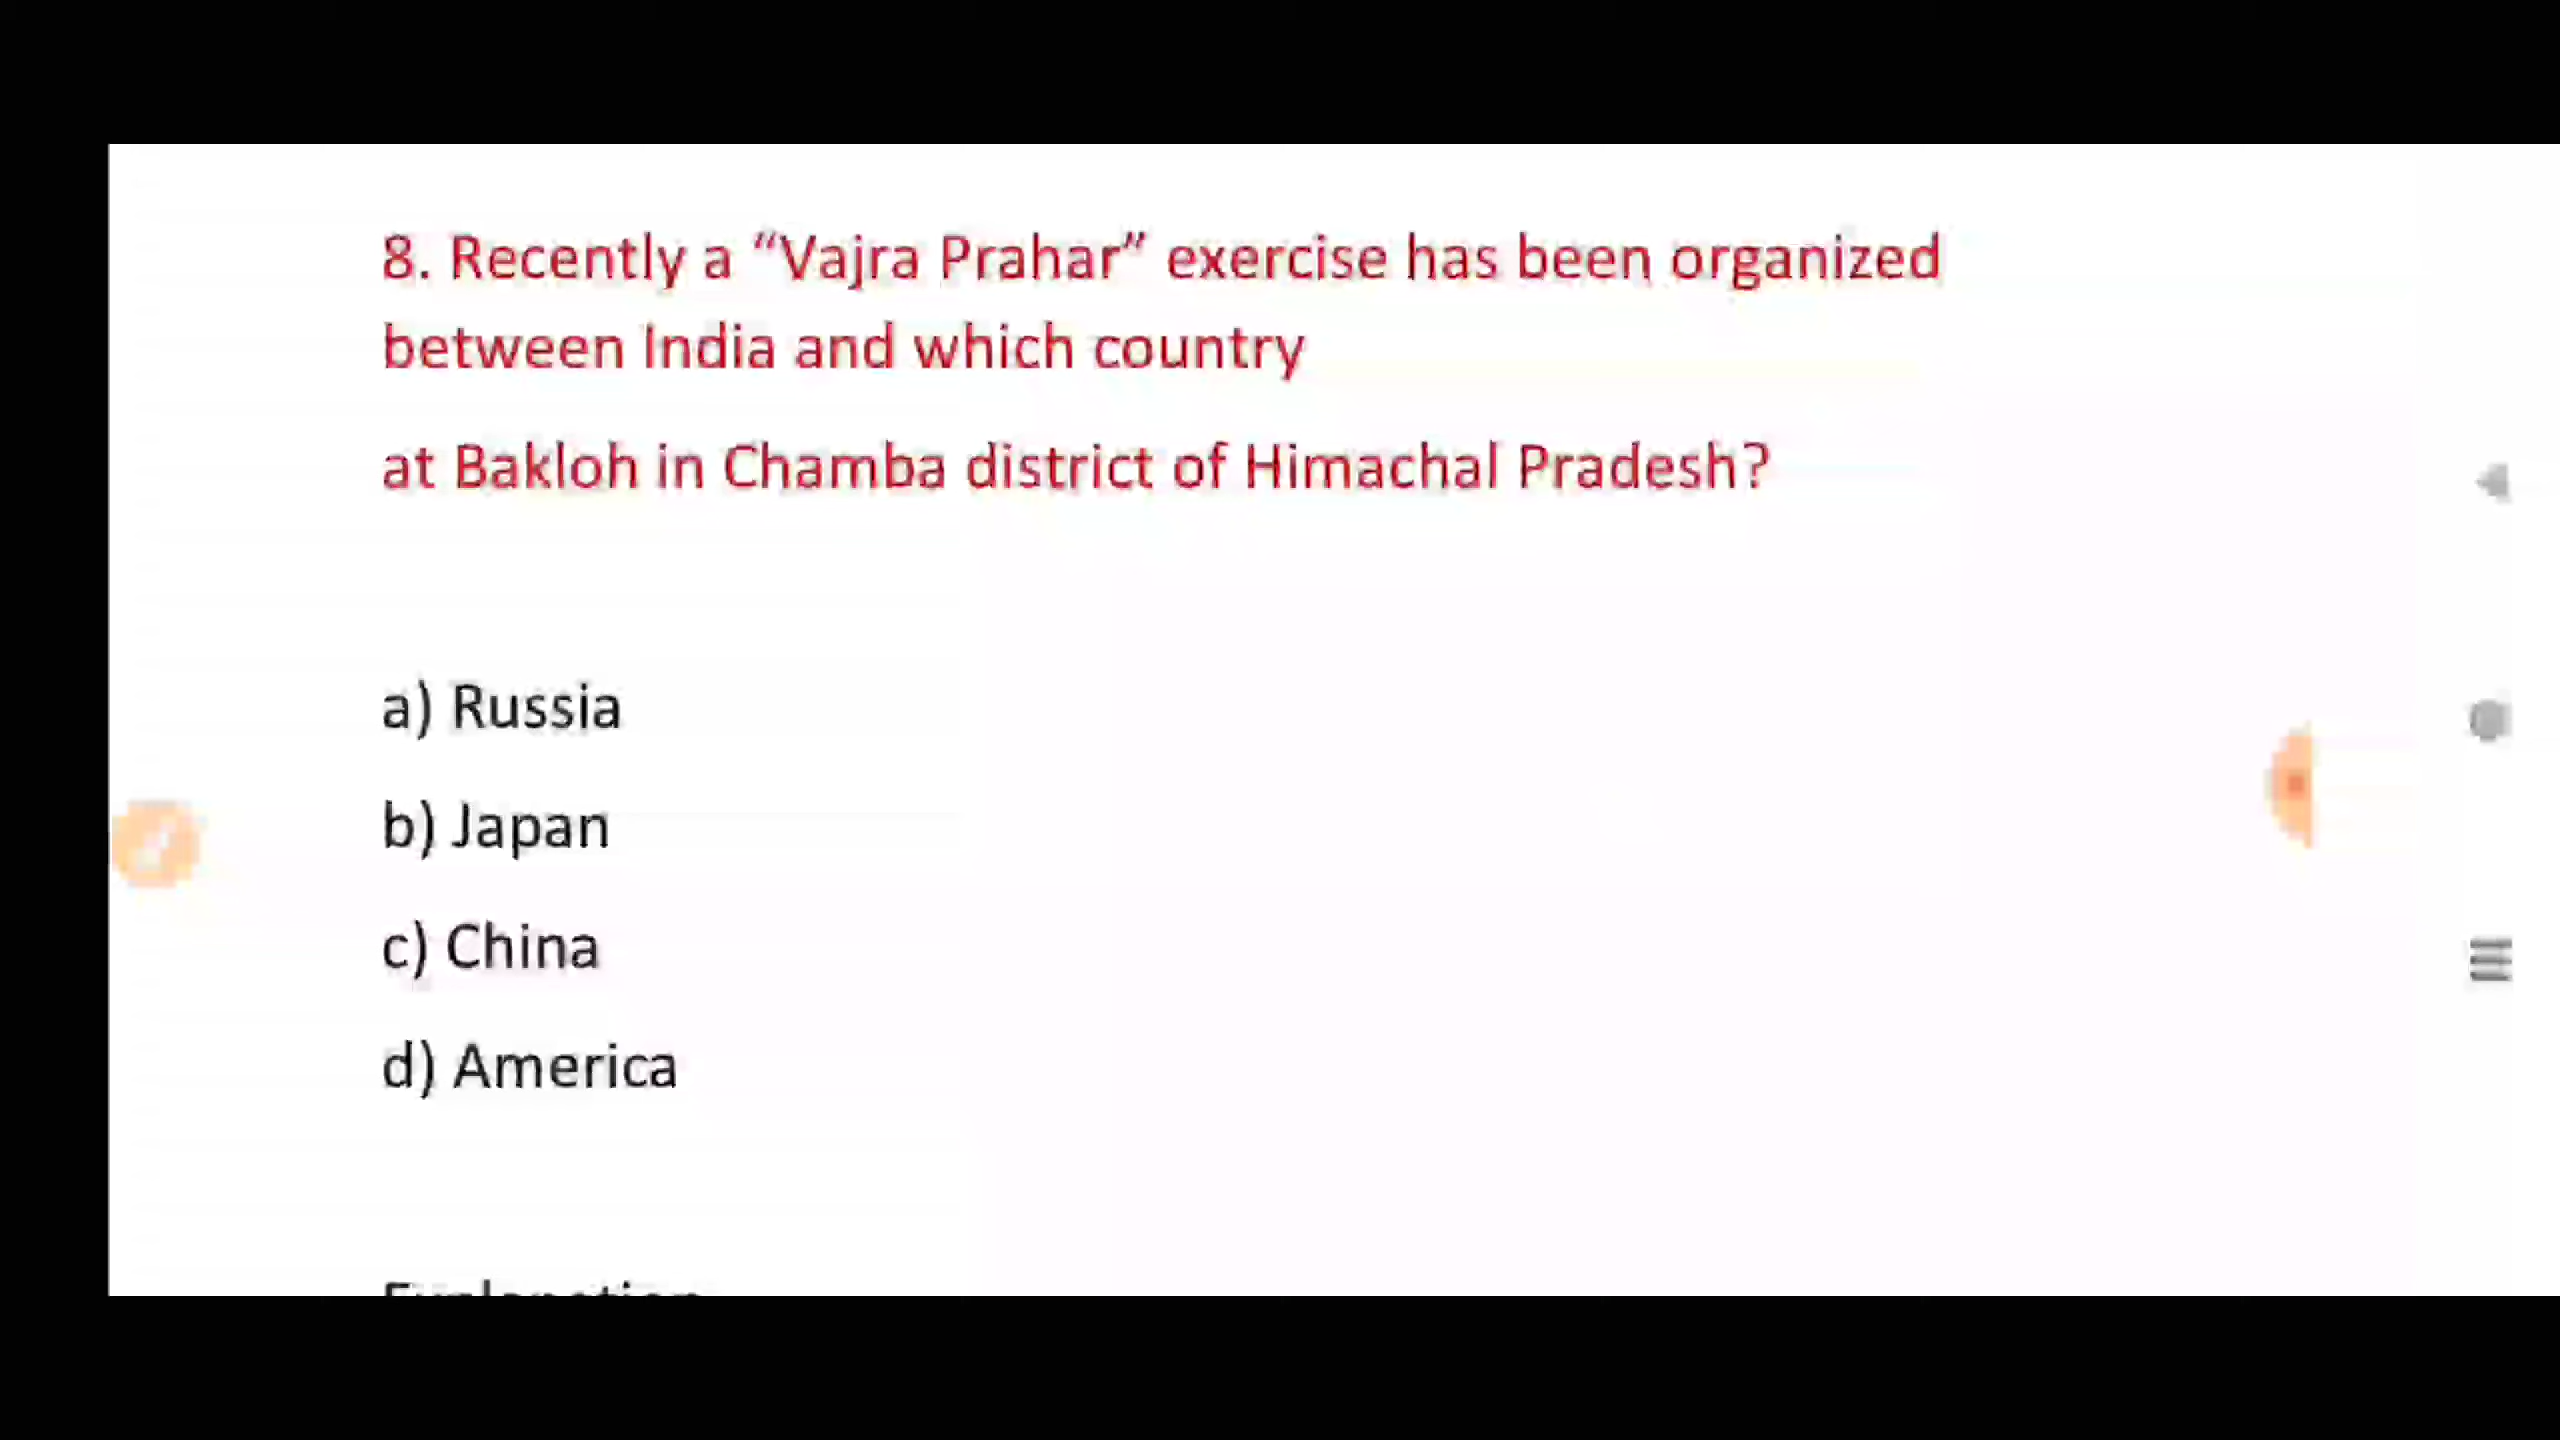 8. Recently a “Vajra Prahar” exercise has been organized
between India and which country
at Bakloh in Chamba district of Himachal Pradesh?
a) Russia
b) Japan
c) China
d) America
Explanation